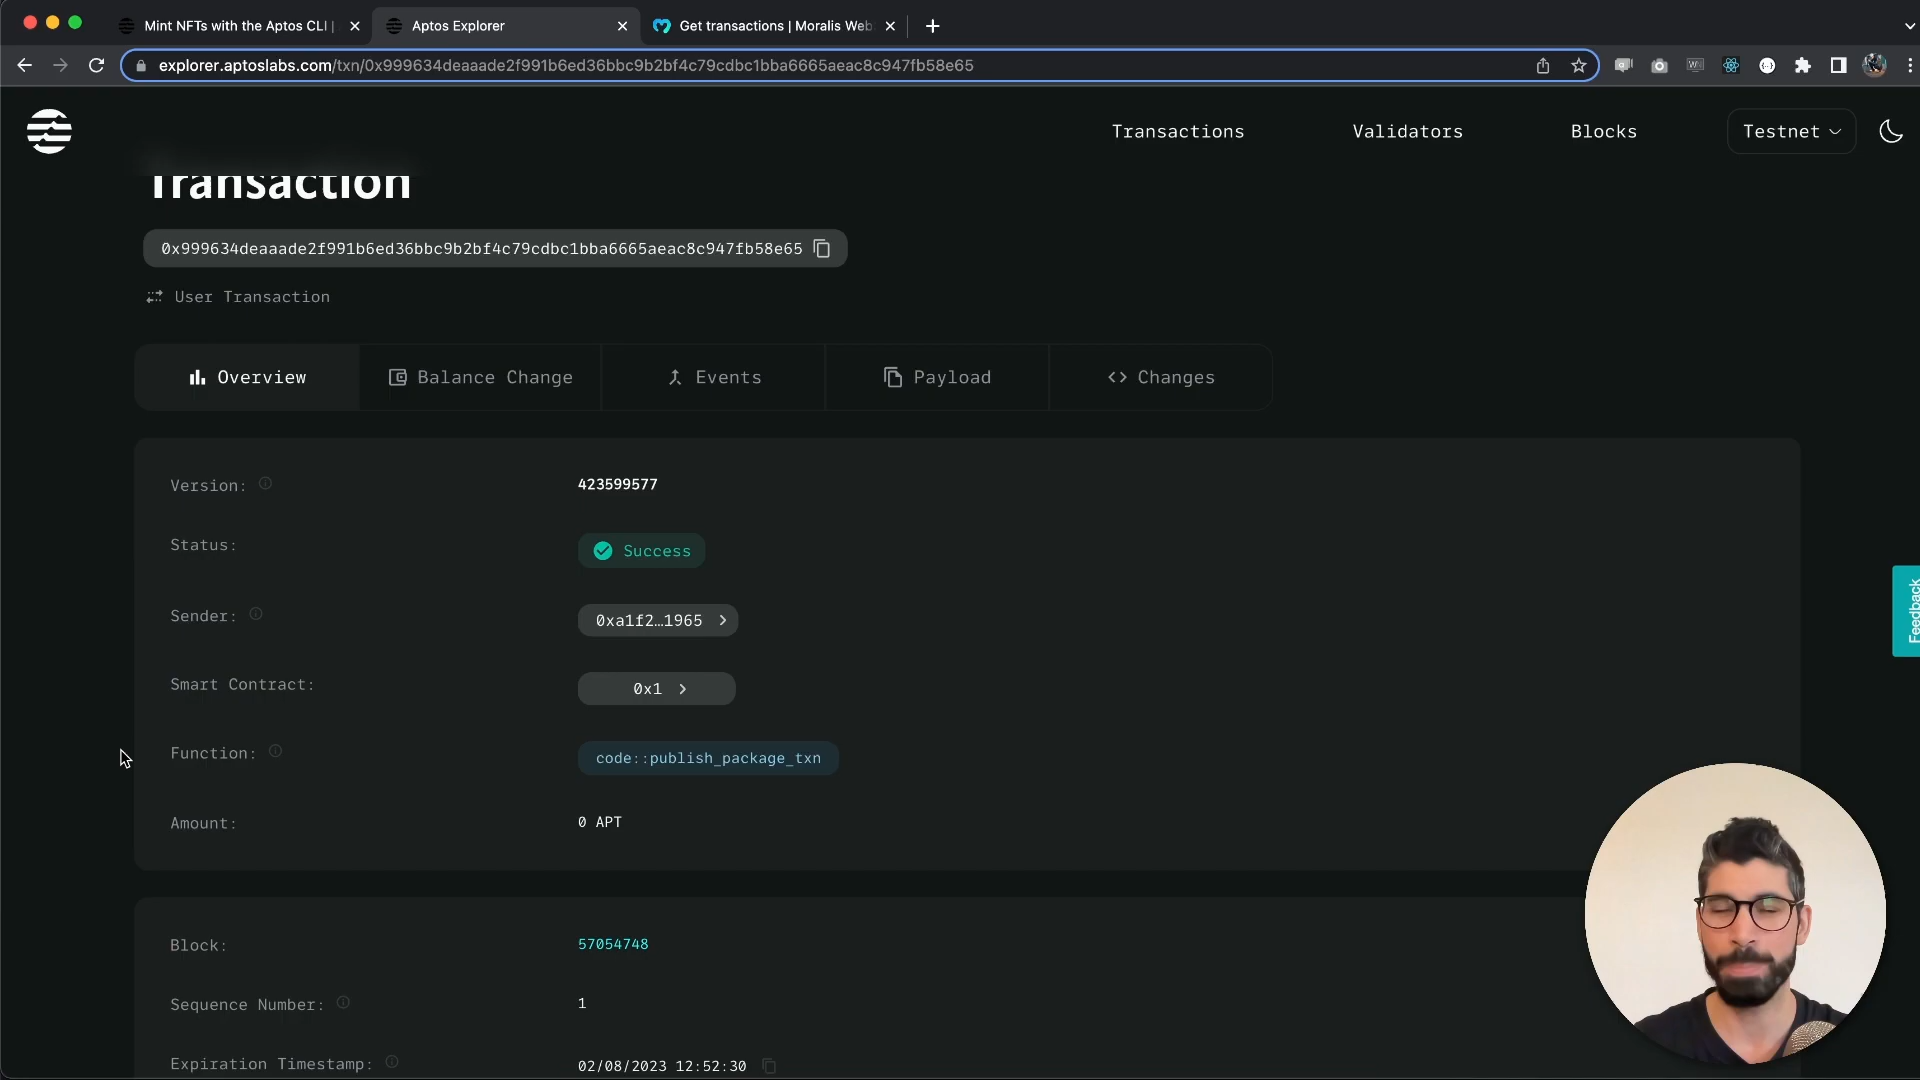 Mint NFTs with the Aptos CLI |
Aptos Explorer
Get transactions | Moralis Web
explorer.aptoslabs.com/txn/0x999634deaaade2f991b6ed36bbc9b2bf4c79cdbc1bba6665aeac8c947fb58e65
Transactions
Validators
Blocks
Testnet
Transaction
0x999634deaaade2f991b6ed36bbc9b2bf4c79cdbc1bba6665aeac8c947fb58e65
User Transaction
Overview
Balance Change
Events
Payload
Changes
Version: 423599577
Status: Success
Sender: 0xa1f2…1965
Smart Contract: 0x1
Function: code::publish_package_txn
Amount: 0 APT
Feedback
Block: 57054748
Sequence Number: 1
Expiration Timestamp: 02/08/2023 12:52:30